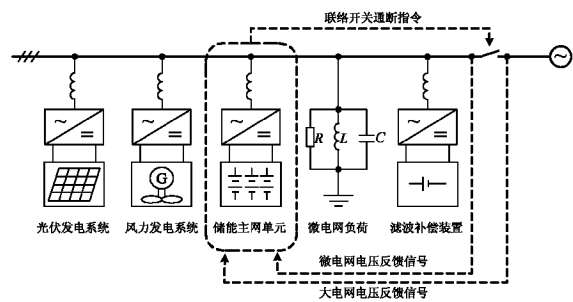 联络开关通断指令
~
~ =
~ =
~ =
~ =
G
R L C
光伏发电系统 风力发电系统 储能主网单元 微电网负荷 滤波补偿装置
微电网电压反馈信号
大电网电压反馈信号